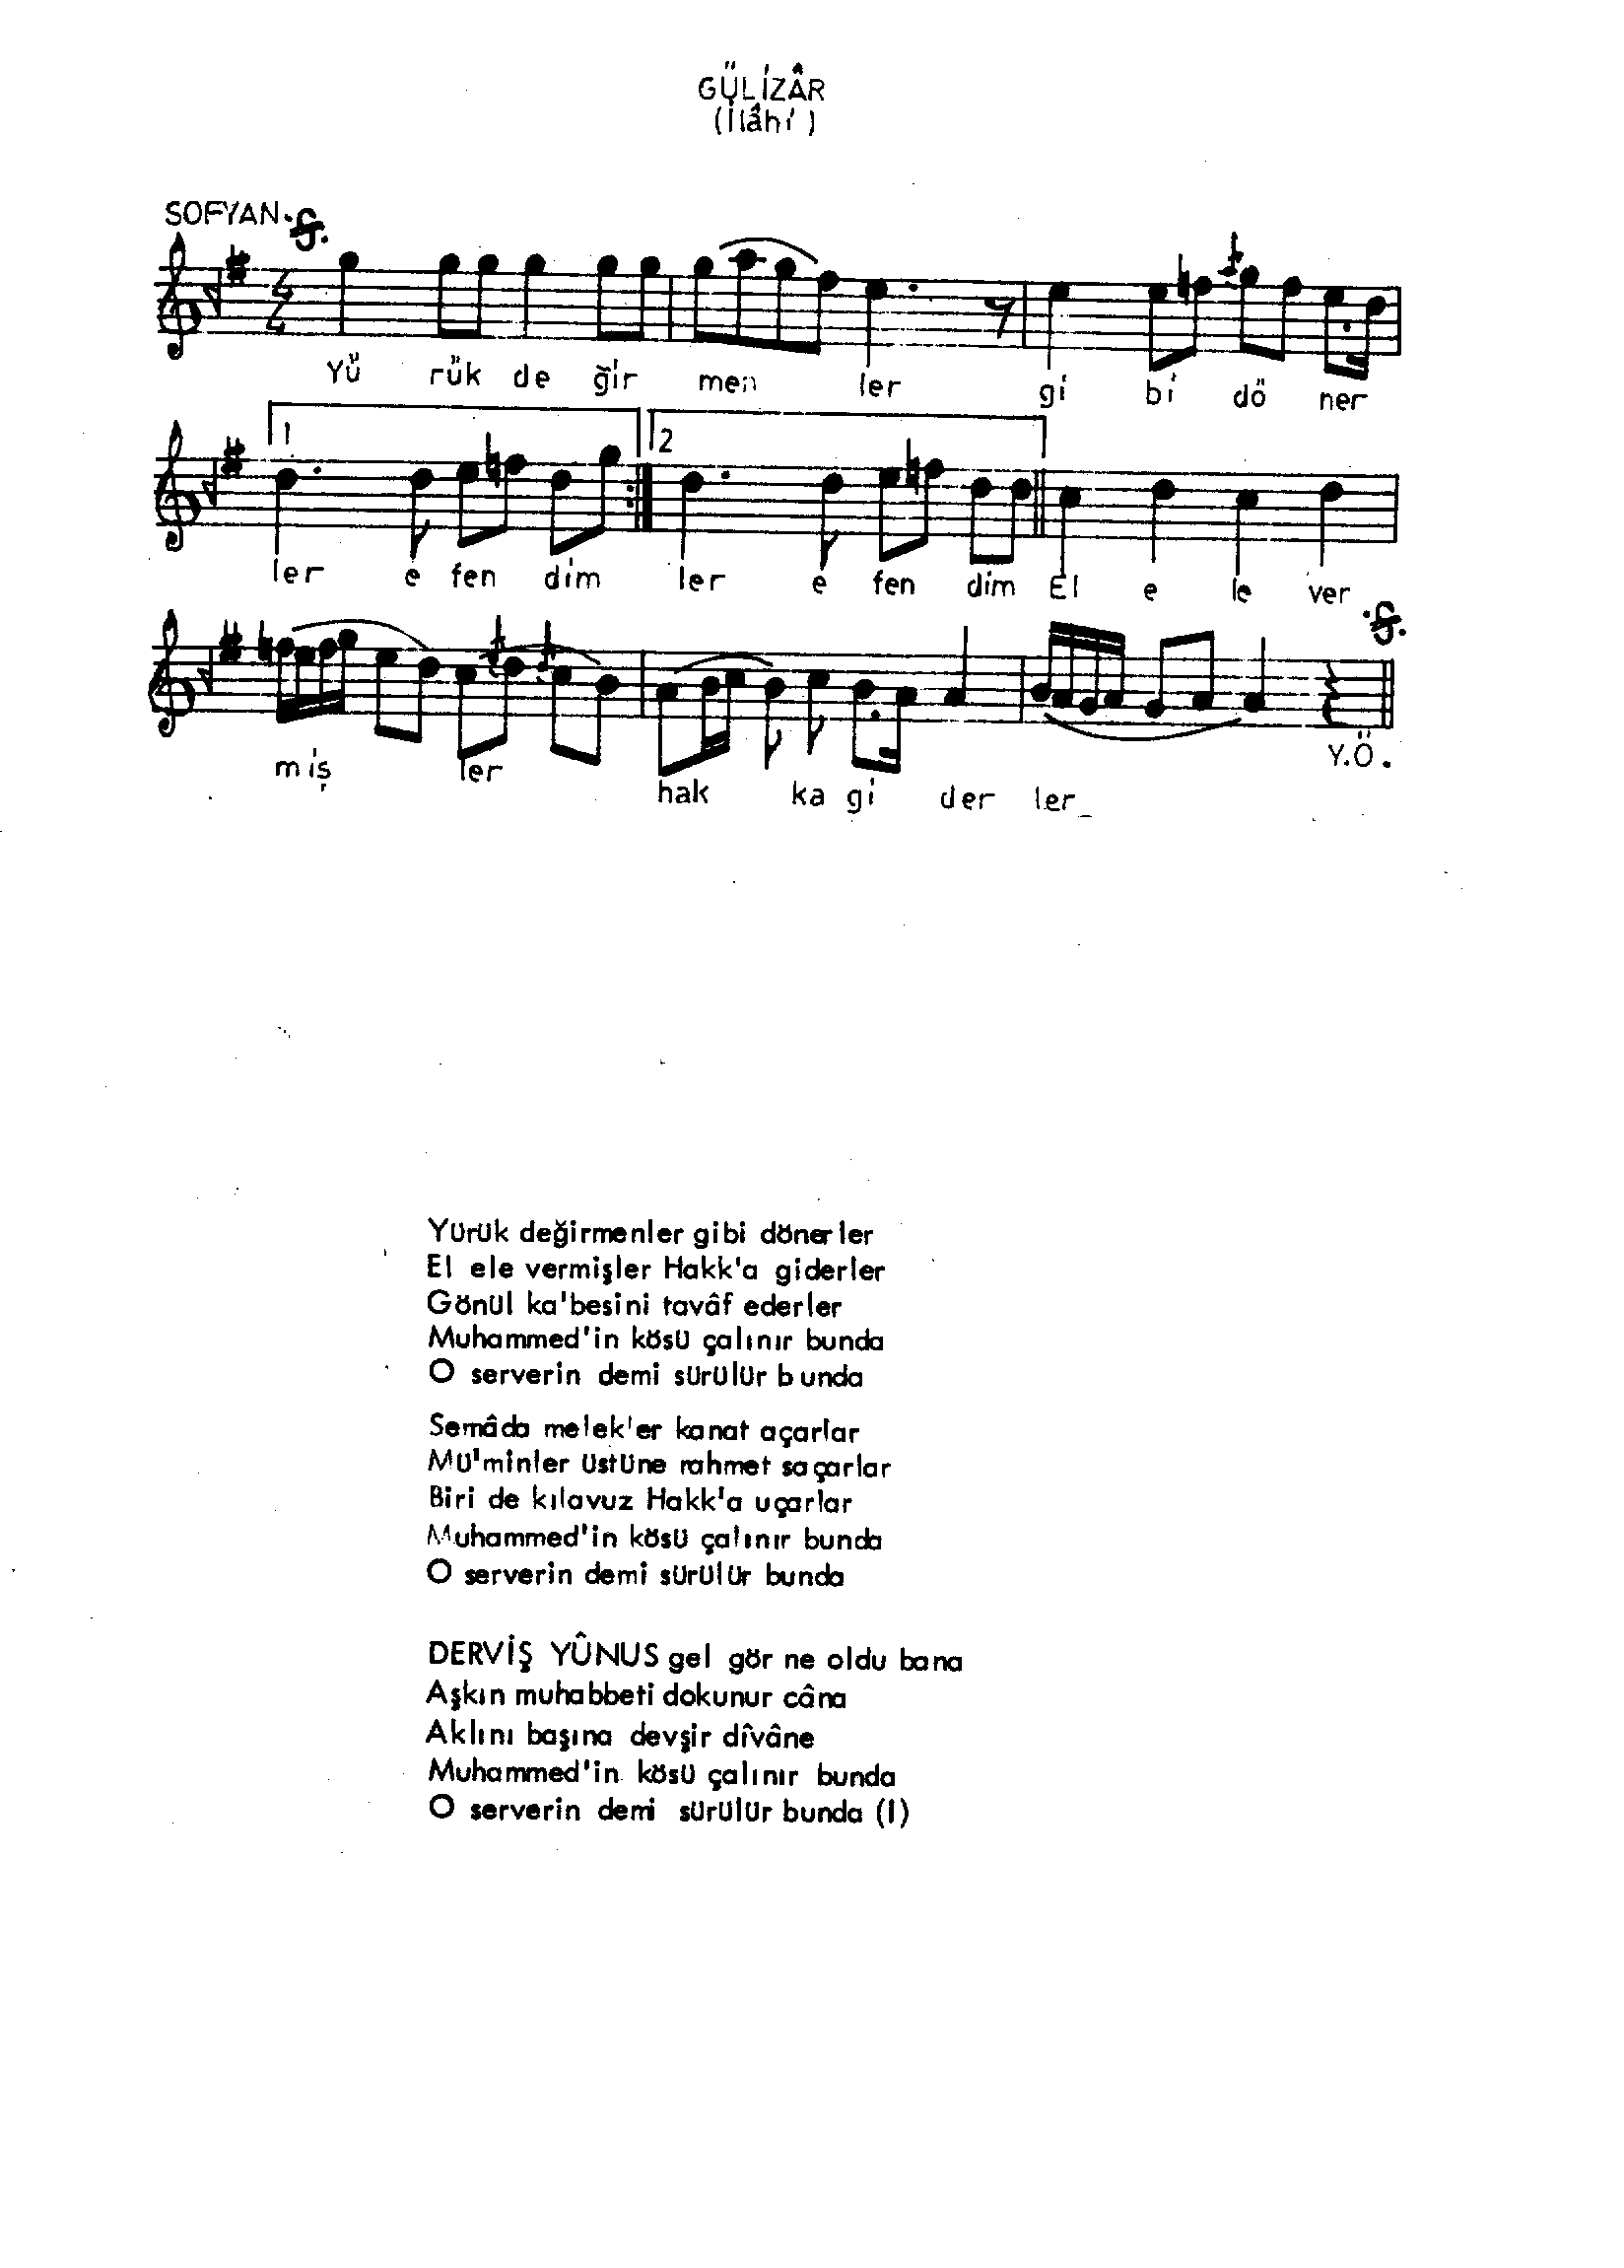 GÜLİZÂR
(İlâhi)
SOFYAN
4
4
Yü rük de ğir men ler gi bi dö ner
1 2
ler e fen dim ler e fen dim El e le ver
miş ler hak ka gi der ler_
Y.Ö.
Yürük değirmenler gibi dönerler
El ele vermişler Hakk'a giderler
Gönül ka'besini tavâf ederler
Muhammed'in kösü çalınır bunda
O serverin demi sürülür bunda
Semâda melek'er kanat açarlar
Mü'minler üstüne rahmet saçarlar
Biri de kılavuz Hakk'a uçarlar
Muhammed'in kösü çalınır bunda
O serverin demi sürülür bunda
DERVİŞ YÛNUS gel gör ne oldu bana
Aşkın muhabbeti dokunur câna
Aklını başına devşir dîvâne
Muhammed'in kösü çalınır bunda
O serverin demi sürülür bunda (I)